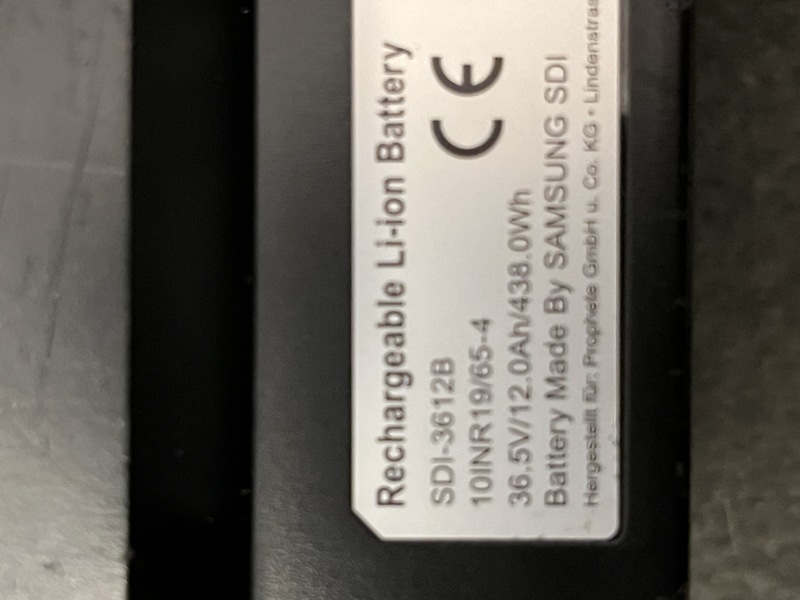 Rechargeable Li-ion Battery
SDI-3612B
CE
10INR19/65-4
36.5V/12.0Ah/438.0Wh
Battery Made By SAMSUNG SDI
Hergestellt für: Prophete GmbH u. Co. KG • Lindenstras